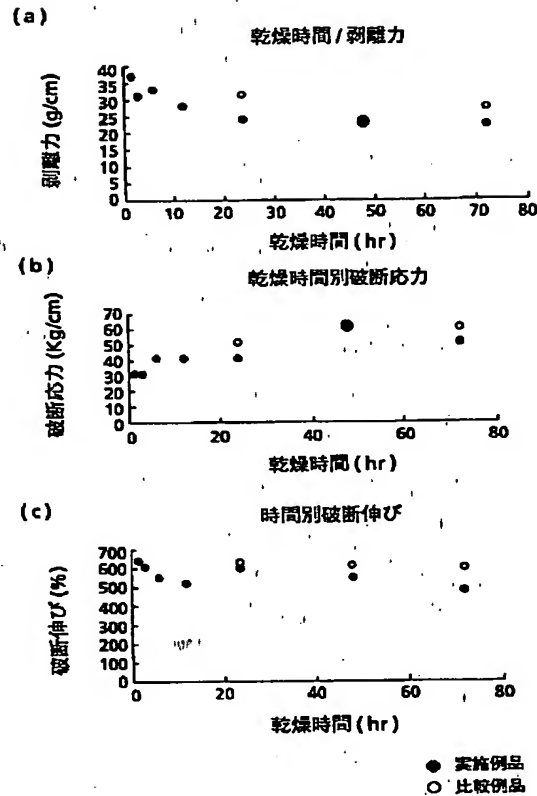 (a)
乾燥時間/剥離力
剥離力(g/cm)
40
35
30
25
20
15
10
5
0
0 10 20 30 40 50 60 70 80
乾燥時間(hr)
(b)
乾燥時間別破断応力
破断応力(Kg/cm)
70
60
50
40
30
20
10
0
0 20 40 60 80
乾燥時間(hr)
(c)
時間別破断伸び
破断伸び(%)
700
600
500
400
300
200
100
0
0 20 40 60 80
乾燥時間(hr)
● 実施例品
○ 比較例品